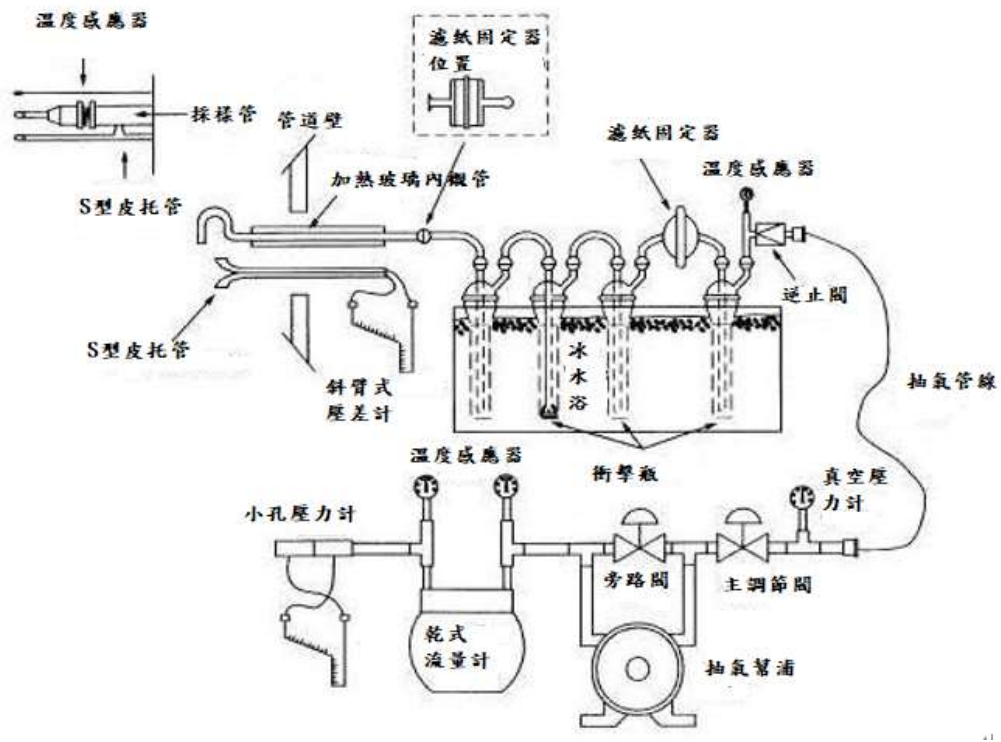 溫度感應器
濾紙固定器
位置
採樣管
管道壁
濾紙固定器
溫度感應器
加熱玻璃內襯管
S型皮托管
逆止閥
S型皮托管
冰
水
浴
抽氣管線
斜臂式
壓差計
溫度感應器
衝擊瓶
真空壓
力計
小孔壓力計
旁路閥
主調節閥
乾式
流量計
抽氣幫浦